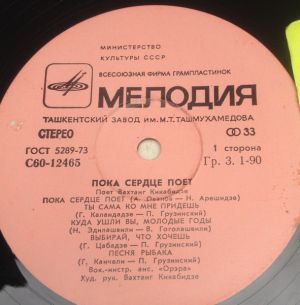 МИНИСТЕРСТВО
КУЛЬТУРЫ СССР
ВСЕСОЮЗНАЯ ФИРМА ГРАМПЛАСТИНОК
МЕЛОДИЯ
ТАШКЕНТСКИЙ ЗАВОД ИМ. М.Т. ТАШМУХАМЕДОВА
СТЕРЕО
33
ГОСТ 5289-73
1 сторона
С60-12465
Гр. 3. 1-90
ПОКА СЕРДЦЕ ПОЕТ
Поет Вахтанг Кикабидзе
ПОКА СЕРДЦЕ ПОЕТ (А. — Н. Арешидзе)
ТЫ САМА КО МНЕ ПРИДЕШЬ
(Г. Каландадзе — П. Грузинский)
КУДА УШЛИ ВЫ, МОЛОДЫЕ ГОДЫ
(Н. Эдилашвили — В. Гоголашвили)
ВЫБИРАЙ, ЧТО ХОЧЕШЬ
(Г. Цабадзе — П. Грузинский)
ПЕСНЯ РЫБАКА
(Г. Канчели — П. Грузинский)
Вок.-инстр. анс. «Орэра»
Худ. рук. Вахтанг Кикабидзе